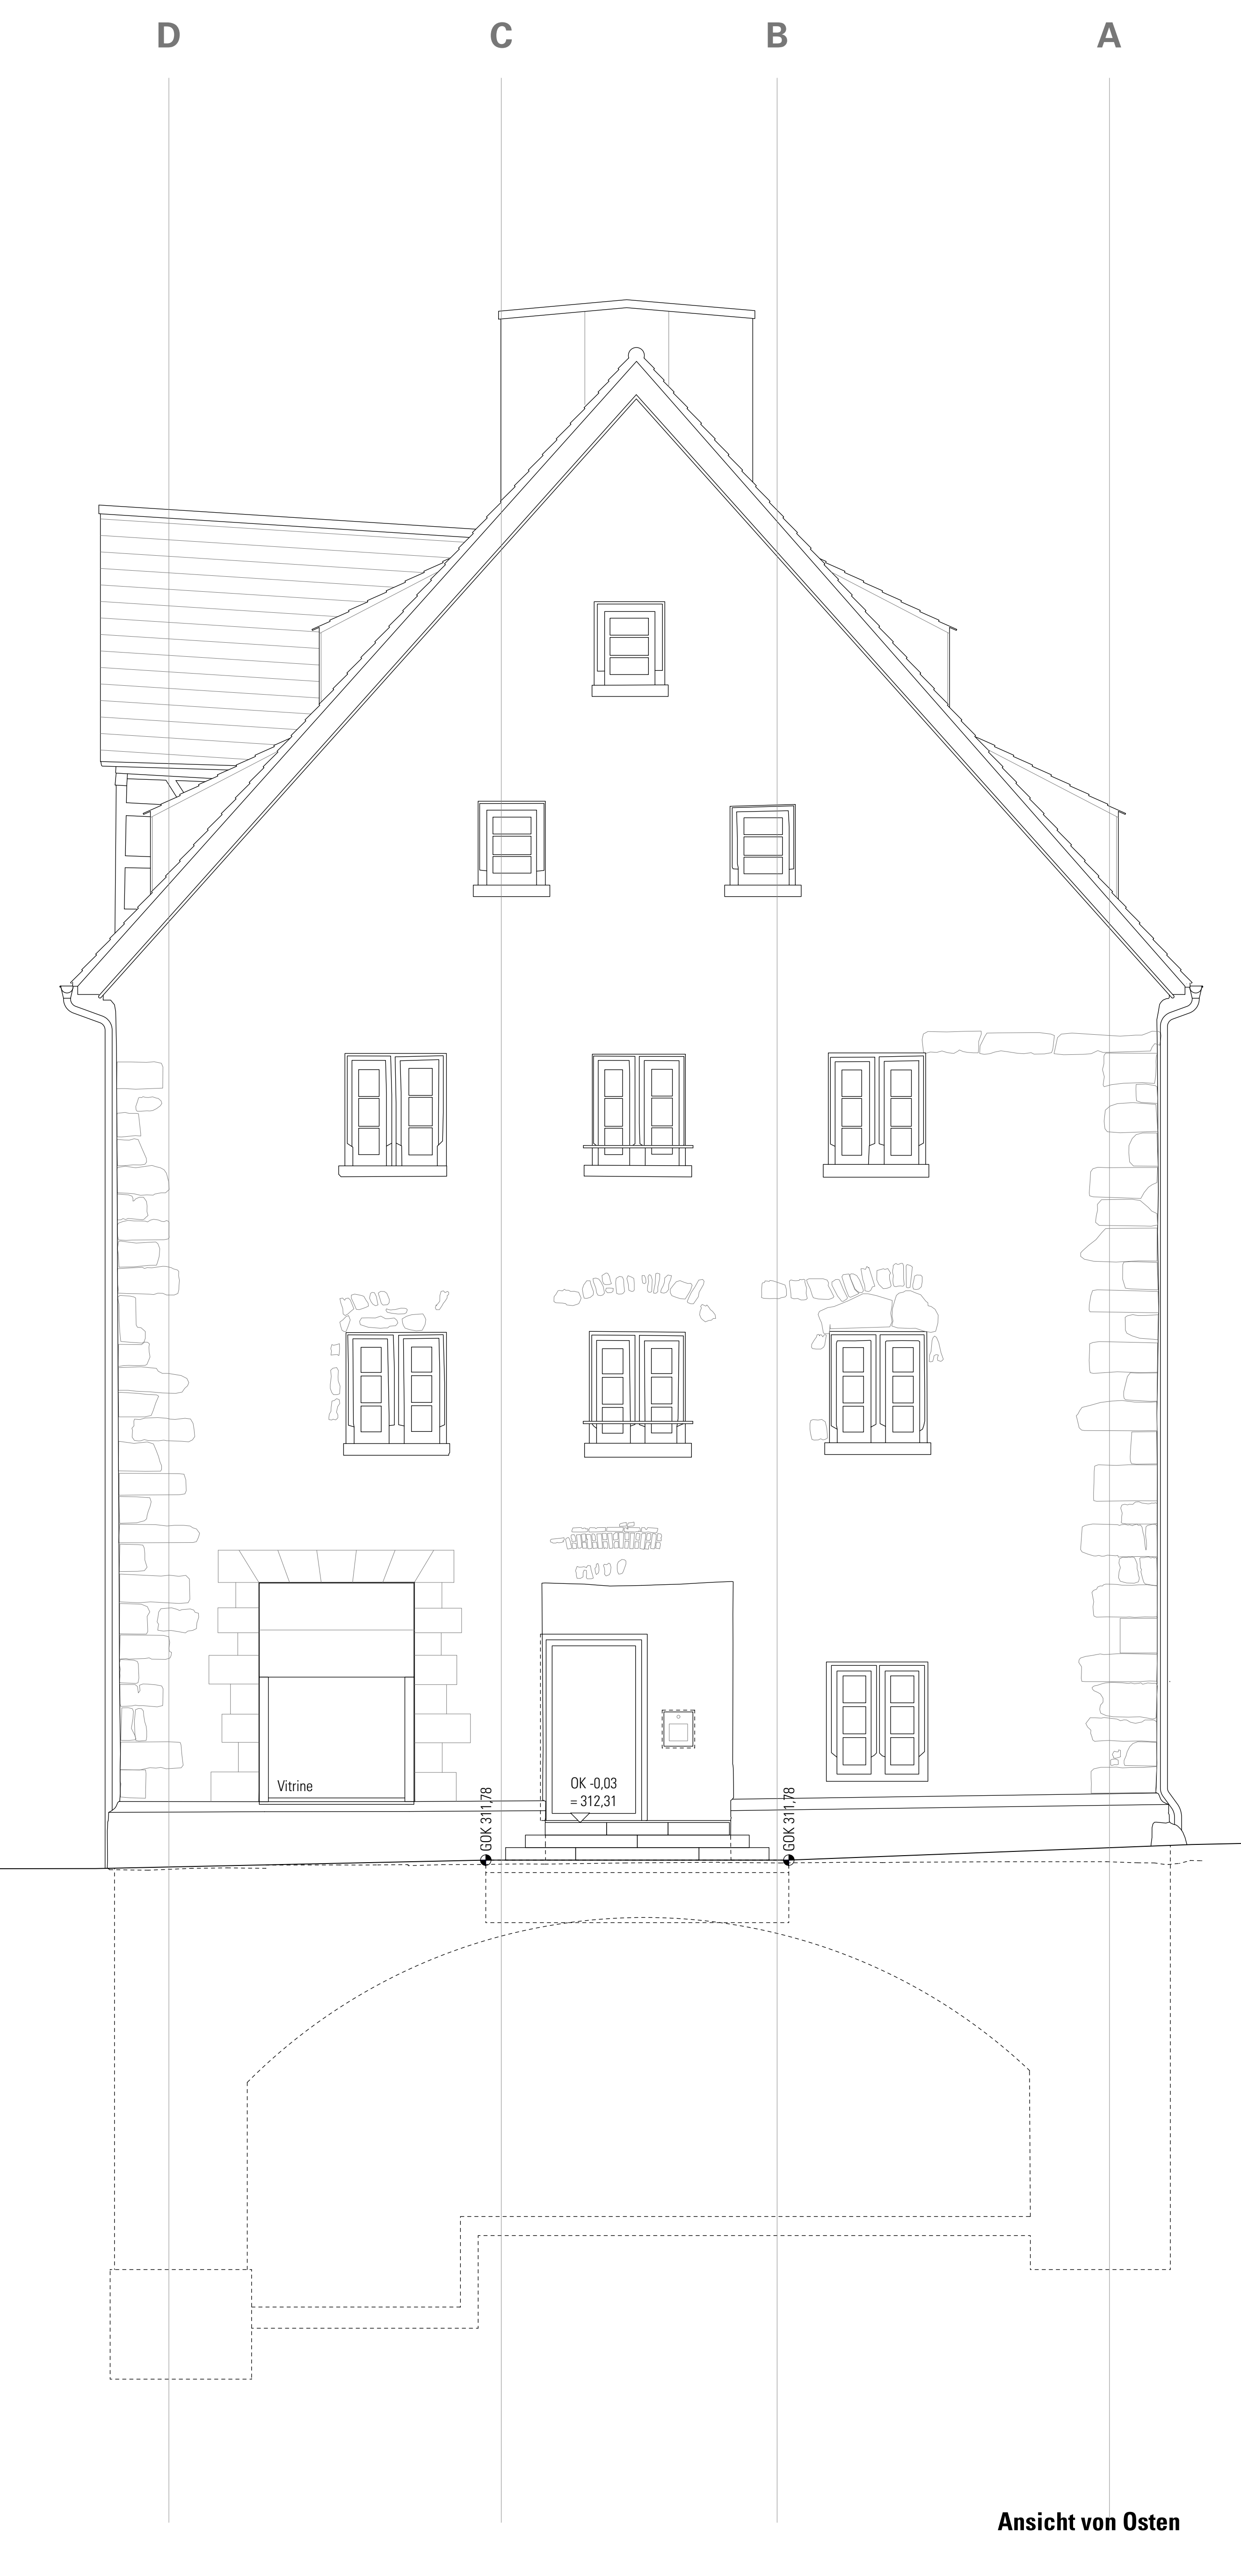 D C B A
Vitrine
OK -0,03
= 312,31
GOK 311,78
GOK 311,78
Ansicht von Osten